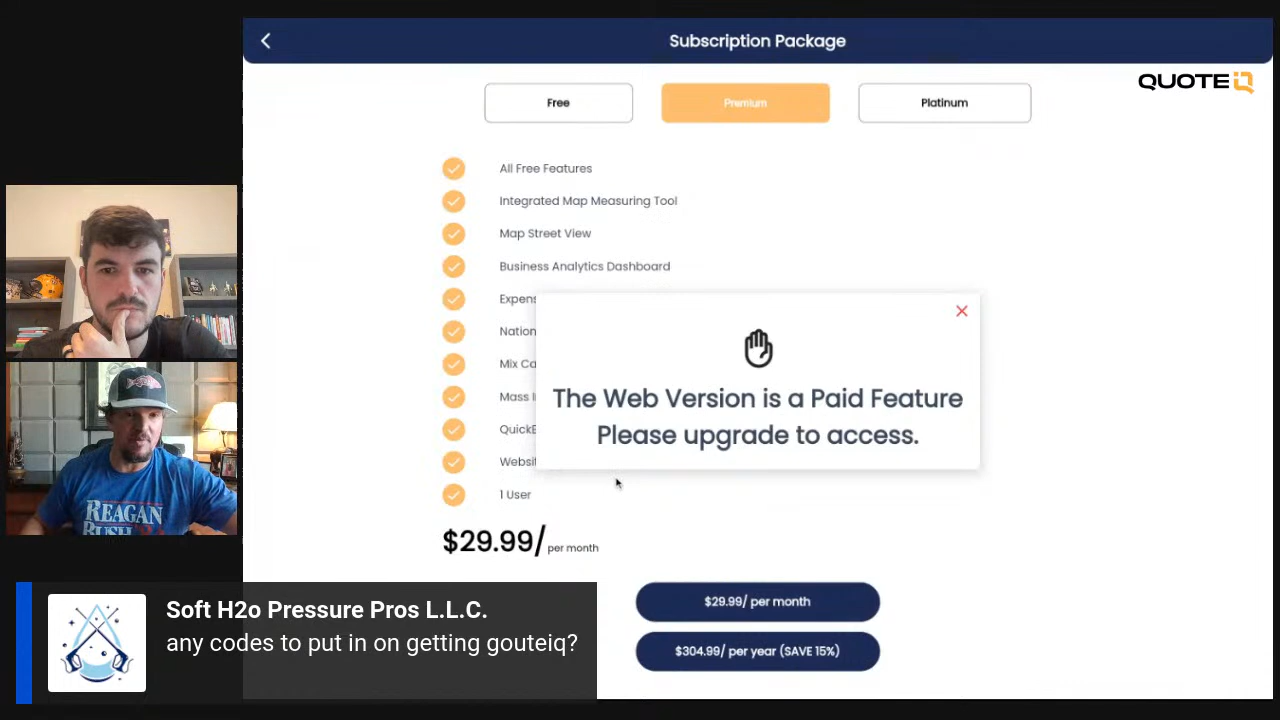 Subscription Package
QUOTE IQ
Free
Premium
Platinum
All Free Features
Integrated Map Measuring Tool
Map Street View
Business Analytics Dashboard
Expens
Nation
Mix Ca
Mass I
QuickB
Websit
1 User
The Web Version is a Paid Feature
Please upgrade to access.
$29.99/ per month
$29.99/ per month
$304.99/ per year (SAVE 15%)
REAGAN
BUSH
Soft H2o Pressure Pros L.L.C.
any codes to put in on getting gouteiq?